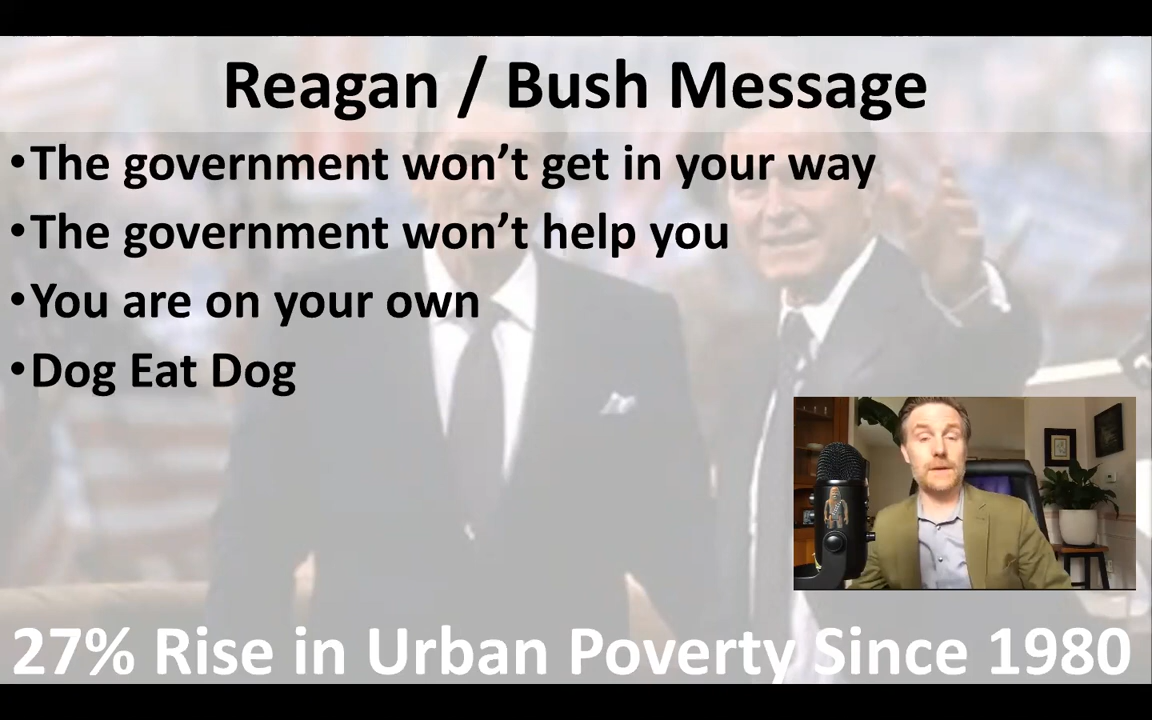 Reagan / Bush Message
•The government won’t get in your way
•The government won’t help you
•You are on your own
•Dog Eat Dog
27% Rise in Urban Poverty Since 1980